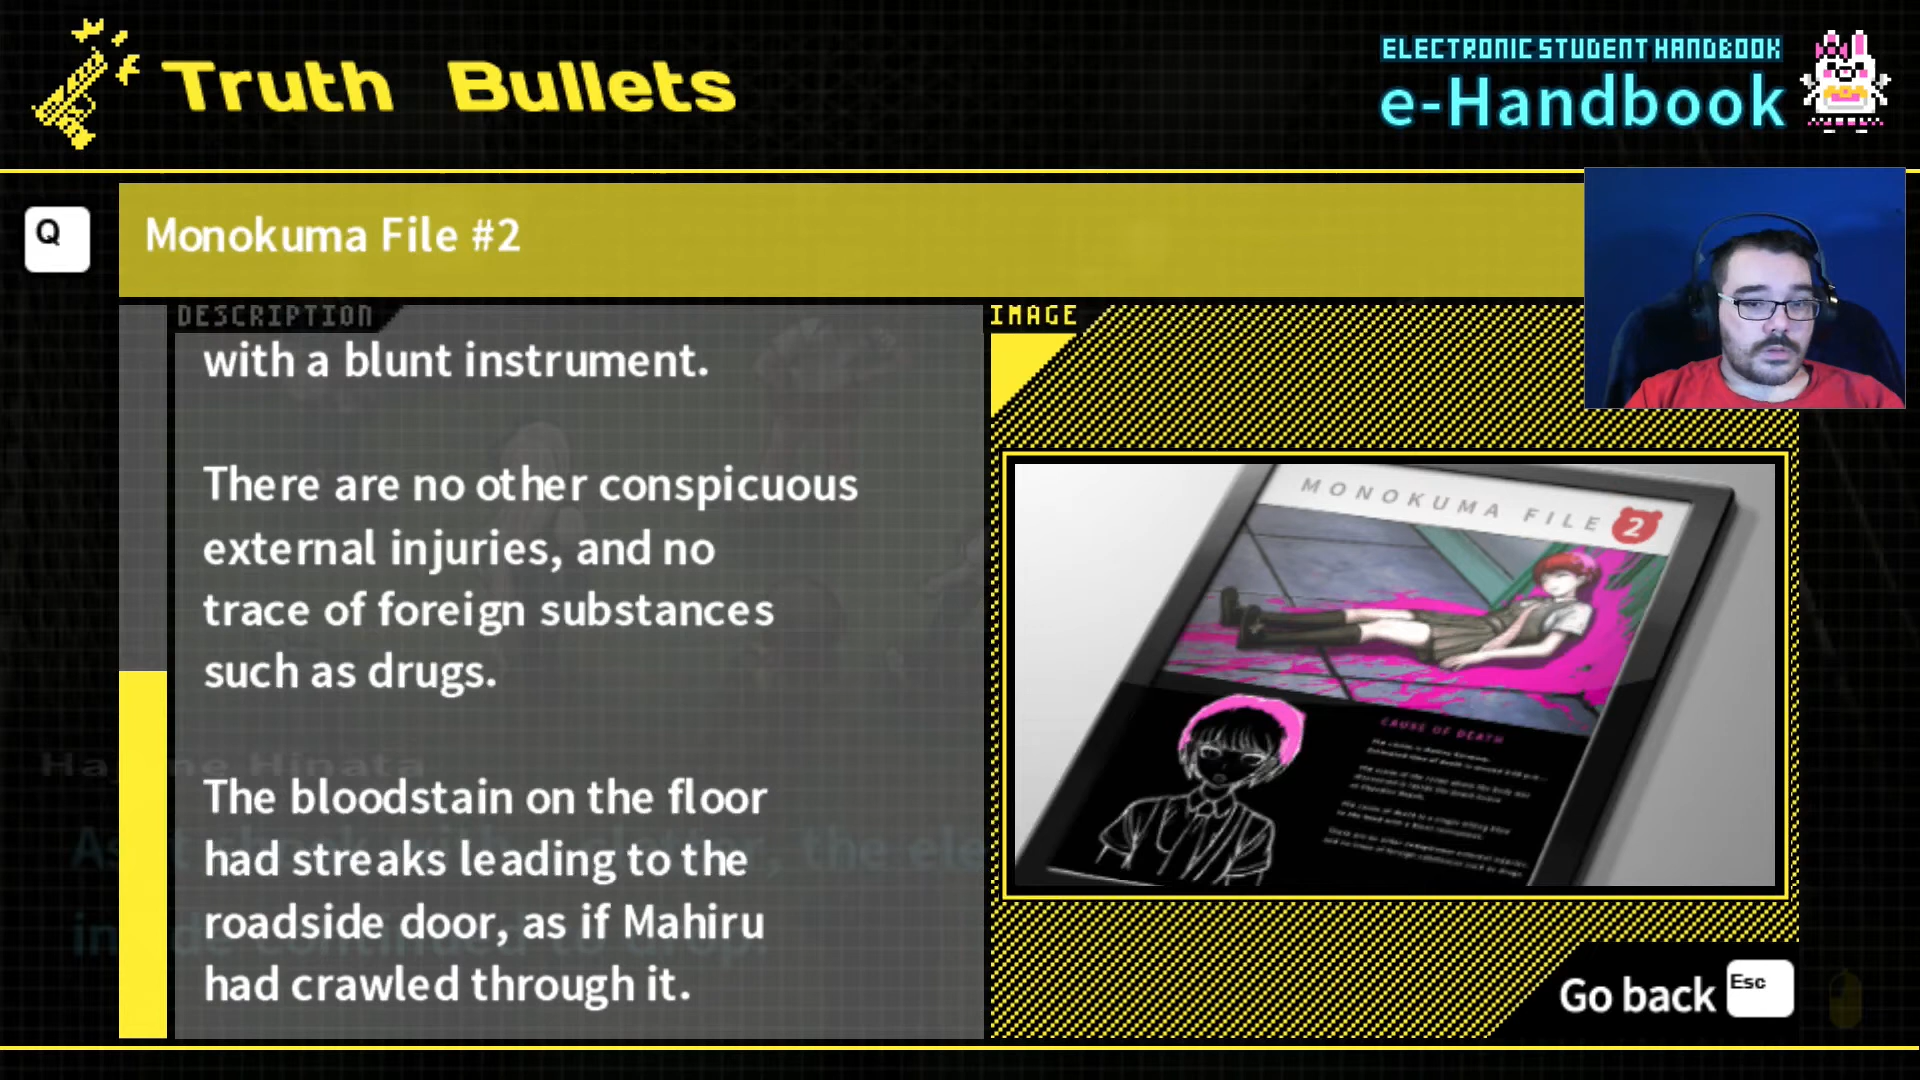 Truth Bullets
ELECTRONIC STUDENT HANDBOOK
e-Handbook
Q
Monokuma File #2
DESCRIPTION
IMAGE
with a blunt instrument.
There are no other conspicuous
external injuries, and no
trace of foreign substances
such as drugs.
The bloodstain on the floor
had streaks leading to the
roadside door, as if Mahiru
had crawled through it.
MONOKUMA FILE 2
CAUSE OF DEATH
Hajime Hinata
Go back Esc